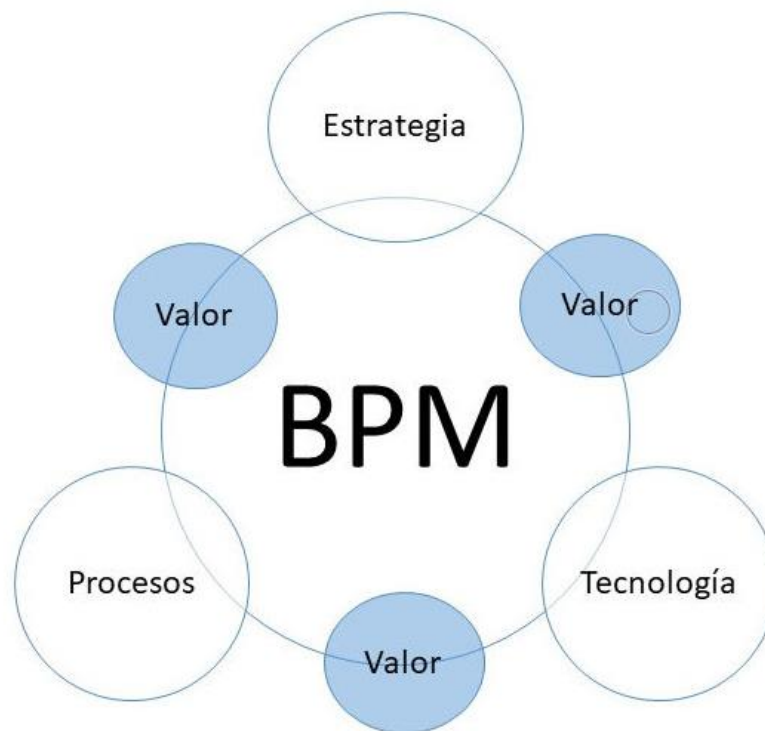 Estrategia
Valor
Valor
BPM
Procesos
Tecnología
Valor